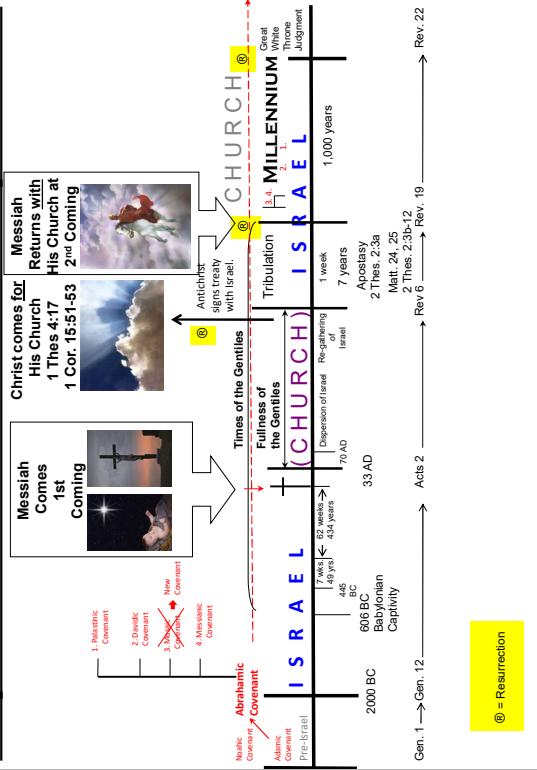 Messiah
Comes
1st
Coming
Christ comes for
His Church
1 Thes 4:17
1 Cor. 15:51-53
Messiah
Returns with
His Church at
2nd Coming
1. Palastinic
Covenant
2. Davidic
Covenant
3. Mosaic
Covenant
New
Covenant
4. Messianic
Covenant
Noahic
Covenant
Adamic
Covenant
Abrahamic
Covenant
Times of the Gentiles
Fullness of
the Gentiles
®
Antichrist
signs treaty
with Israel.
®
CHURCH
®
Tribulation
3. 4.
MILLENNIUM
2. 1.
Great
White
Throne
Judgment
Pre-Israel
ISRAEL
(CHURCH)
ISRAEL
7 wks.
49 yrs.
62 weeks
434 years
Dispersion of Israel
Re-gathering
of
Israel
1 week
1,000 years
2000 BC
606 BC
Babylonian
Captivity
445
BC
33 AD
70 AD
7 years
Apostasy
2 Thes. 2:3a
Matt. 24, 25
2 Thes. 2:3b-12
Gen. 1
Gen. 12
Acts 2
Rev 6
Rev. 19
Rev. 22
® = Resurrection